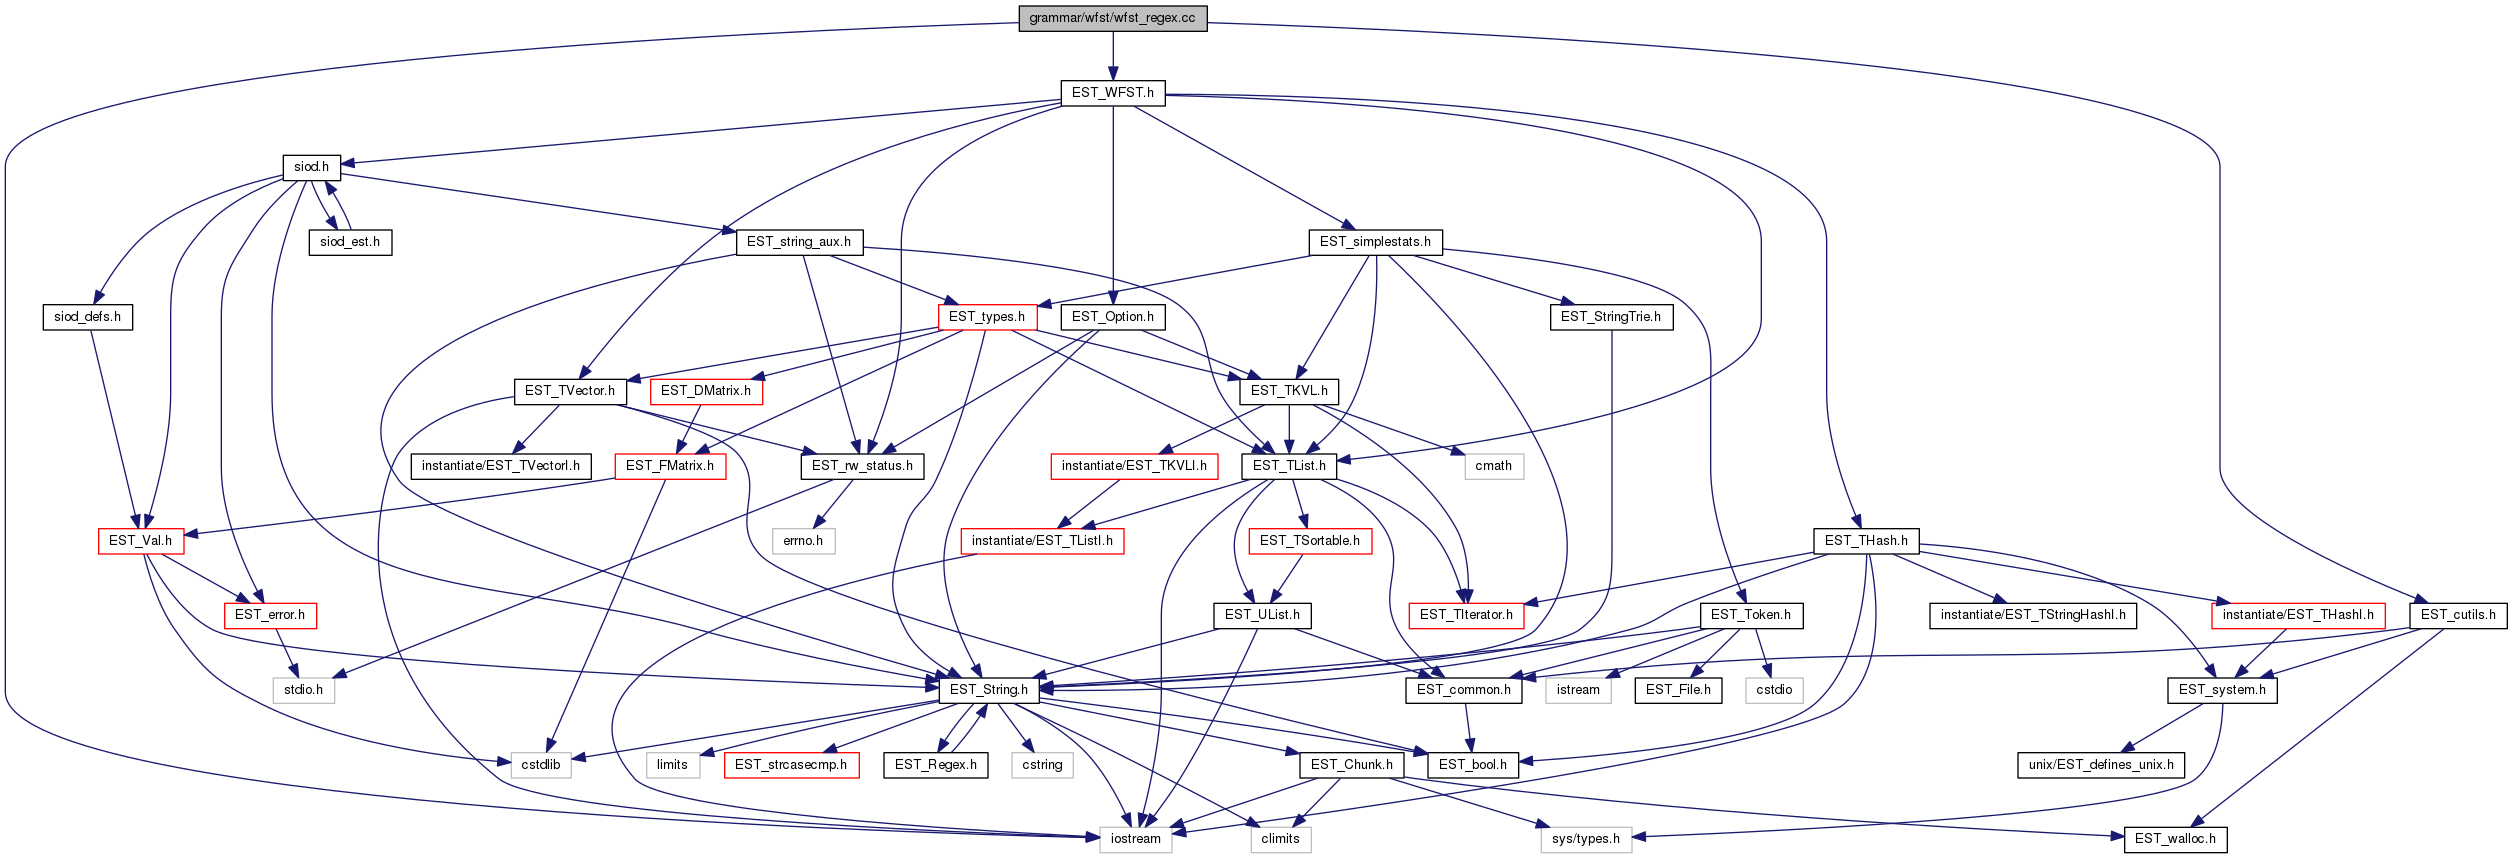 grammar/wfst/wfst_regex.cc
EST_WFST.h
siod.h
siod_est.h
EST_string_aux.h
EST_simplestats.h
siod_defs.h
EST_types.h
EST_Option.h
EST_StringTrie.h
EST_TVector.h
EST_DMatrix.h
EST_TKVL.h
instantiate/EST_TVectorI.h
EST_FMatrix.h
EST_rw_status.h
instantiate/EST_TKVLI.h
EST_TList.h
cmath
EST_Val.h
errno.h
instantiate/EST_TListI.h
EST_TSortable.h
EST_THash.h
EST_error.h
EST_UList.h
EST_TIterator.h
EST_Token.h
instantiate/EST_TStringHashI.h
instantiate/EST_THashI.h
EST_cutils.h
stdio.h
EST_String.h
EST_common.h
istream
EST_File.h
cstdio
EST_system.h
cstdlib
limits
EST_strcasecmp.h
EST_Regex.h
cstring
EST_Chunk.h
EST_bool.h
unix/EST_defines_unix.h
iostream
climits
sys/types.h
EST_walloc.h